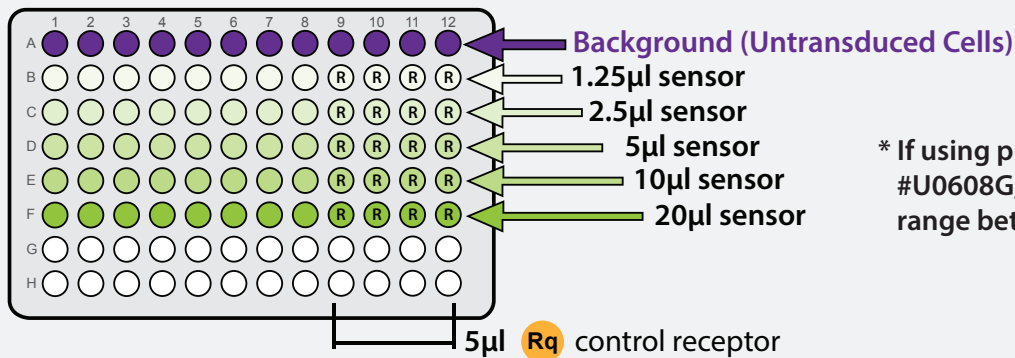 1 2 3 4 5 6 7 8 9 10 11 12
A
Background (Untransduced Cells)
B R R R R
1.25µl sensor
C R R R R
2.5µl sensor
D R R R R
5µl sensor
* If using p
E R R R R
10µl sensor
#U0608G
F R R R R
20µl sensor
range bet
G
H
5µl Rq control receptor